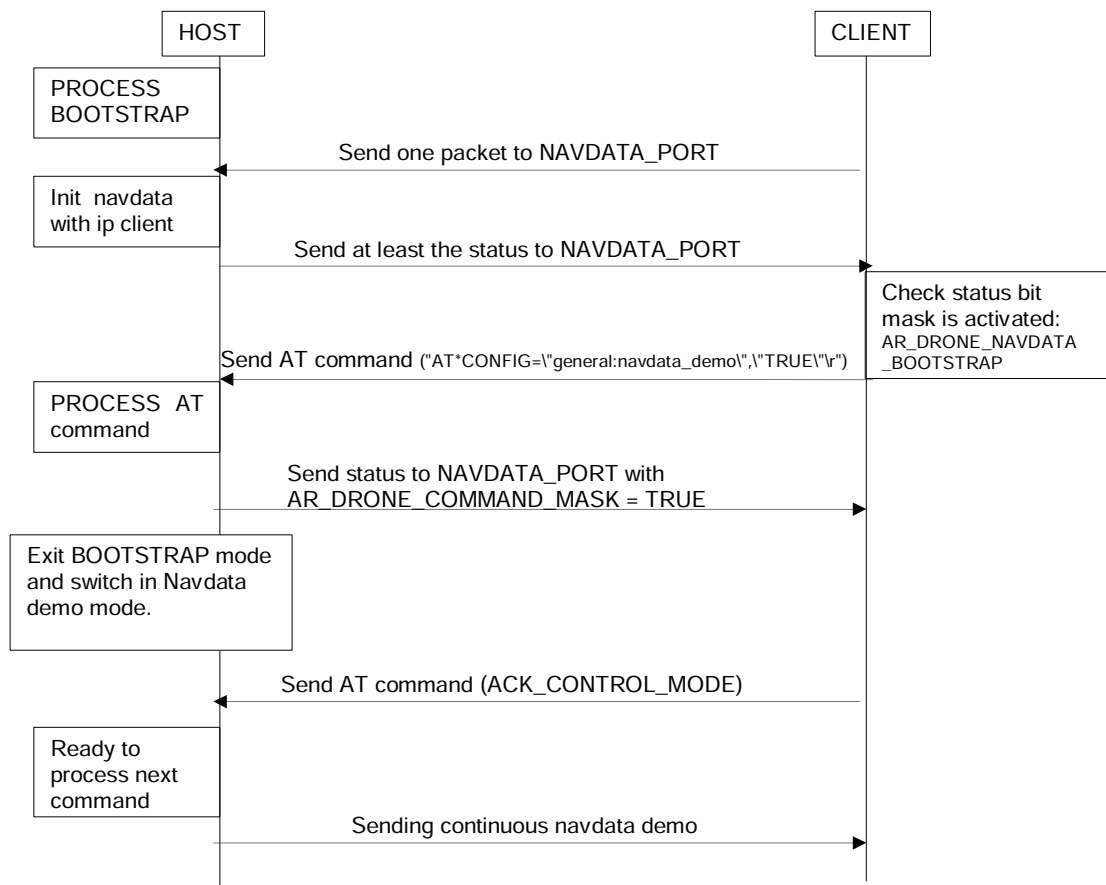 HOST
CLIENT
PROCESS
BOOTSTRAP
Send one packet to NAVDATA_PORT
Init navdata
with ip client
Send at least the status to NAVDATA_PORT
Check status bit
mask is activated:
AR_DRONE_NAVDATA
_BOOTSTRAP
Send AT command ("AT*CONFIG=\"general:navdata_demo\",\"TRUE\"\r")
PROCESS AT
command
Send status to NAVDATA_PORT with
AR_DRONE_COMMAND_MASK = TRUE
Exit BOOTSTRAP mode
and switch in Navdata
demo mode.
Send AT command (ACK_CONTROL_MODE)
Ready to
process next
command
Sending continuous navdata demo